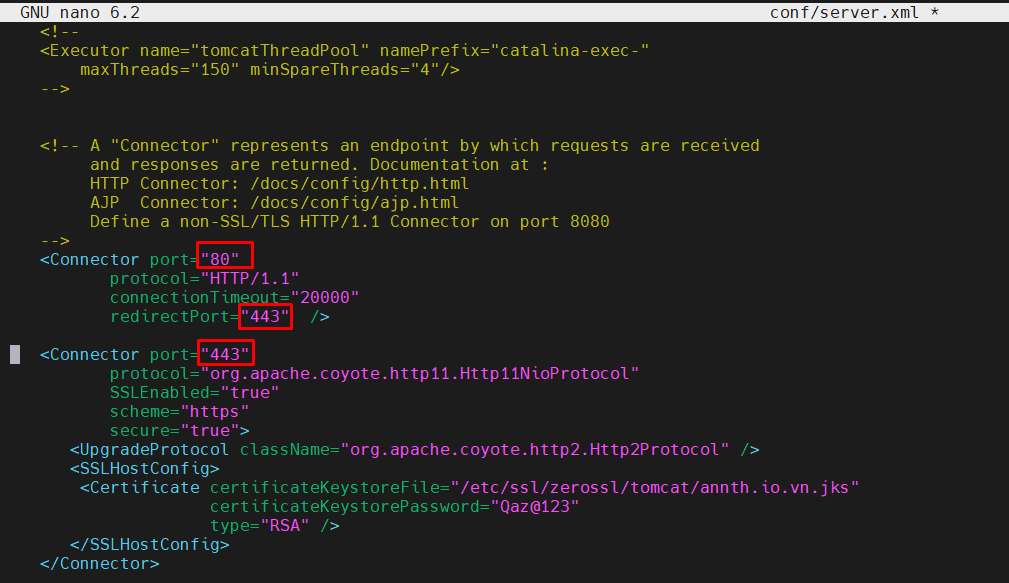 GNU nano 6.2 conf/server.xml *
<!--
<Executor name="tomcatThreadPool" namePrefix="catalina-exec-"
maxThreads="150" minSpareThreads="4"/>
-->
<!-- A "Connector" represents an endpoint by which requests are received
and responses are returned. Documentation at :
HTTP Connector: /docs/config/http.html
AJP  Connector: /docs/config/ajp.html
Define a non-SSL/TLS HTTP/1.1 Connector on port 8080
-->
<Connector port="80"
protocol="HTTP/1.1"
connectionTimeout="20000"
redirectPort="443"  />
<Connector port="443"
protocol="org.apache.coyote.http11.Http11NioProtocol"
SSLEnabled="true"
scheme="https"
secure="true">
<UpgradeProtocol className="org.apache.coyote.http2.Http2Protocol" />
<SSLHostConfig>
<Certificate certificateKeystoreFile="/etc/ssl/zerossl/tomcat/annth.io.vn.jks"
certificateKeystorePassword="Qaz@123"
type="RSA" />
</SSLHostConfig>
</Connector>